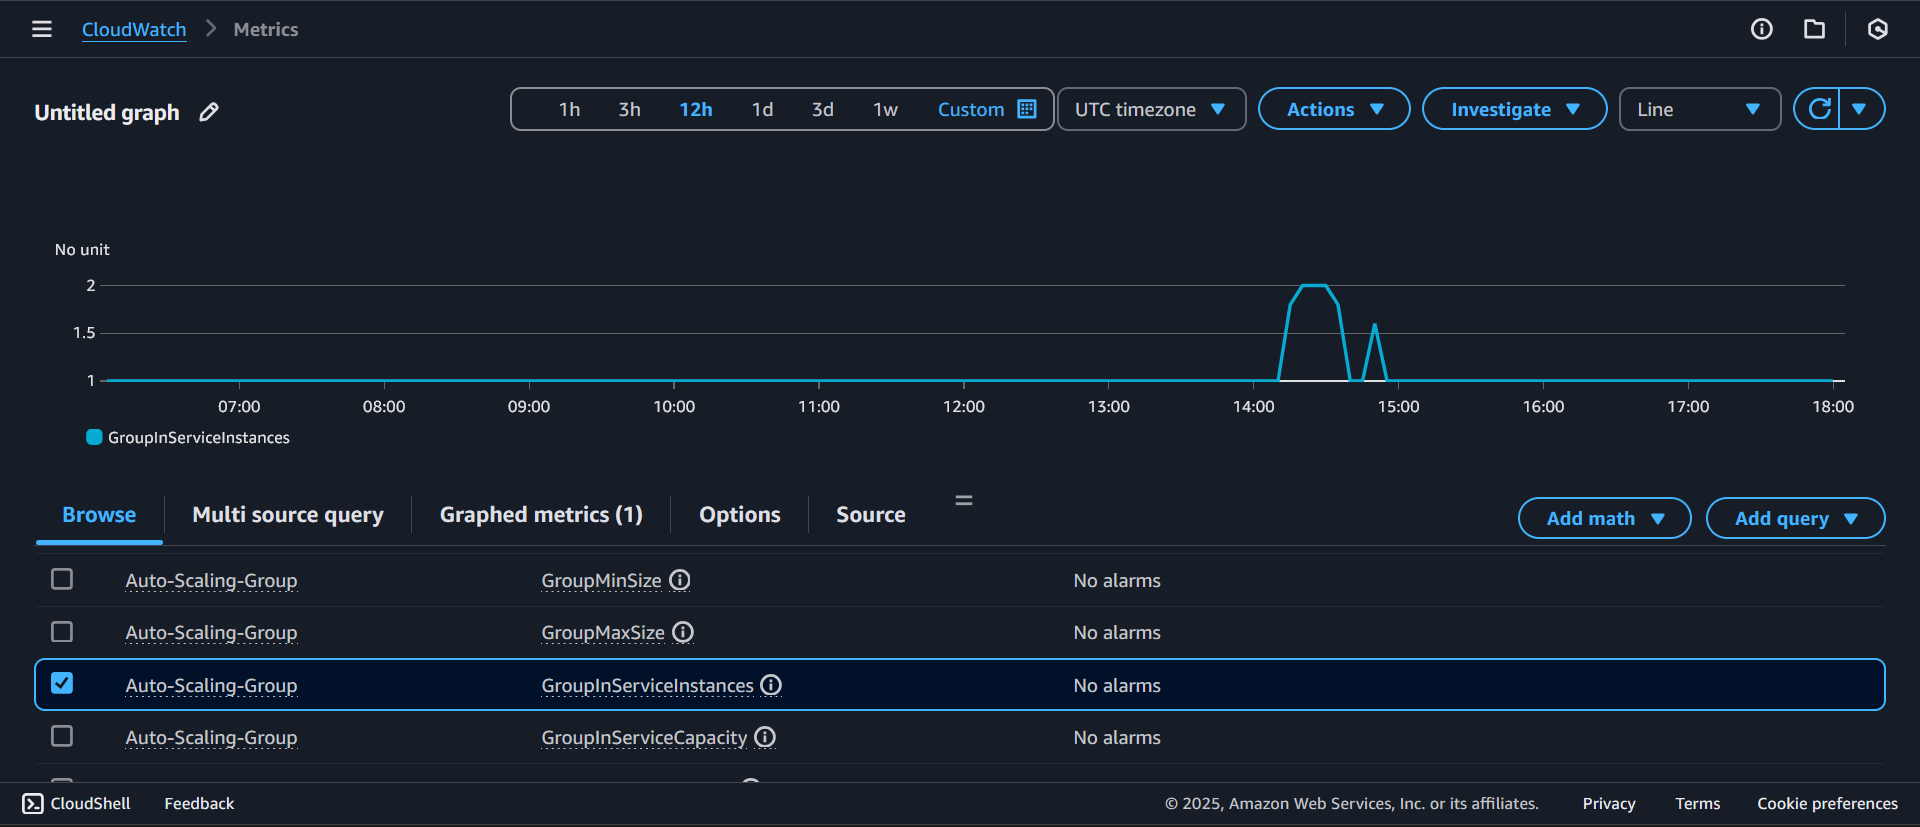 CloudWatch Metrics
Untitled graph
1h 3h 12h 1d 3d 1w Custom UTC timezone Actions Investigate Line
No unit
2
1.5
1
07:00 08:00 09:00 10:00 11:00 12:00 13:00 14:00 15:00 16:00 17:00 18:00
GroupInServiceInstances
Browse Multi source query Graphed metrics (1) Options Source Add math Add query
Auto-Scaling-Group GroupMinSize No alarms
Auto-Scaling-Group GroupMaxSize No alarms
Auto-Scaling-Group GroupInServiceInstances No alarms
Auto-Scaling-Group GroupInServiceCapacity No alarms
CloudShell Feedback © 2025, Amazon Web Services, Inc. or its affiliates. Privacy Terms Cookie preferences